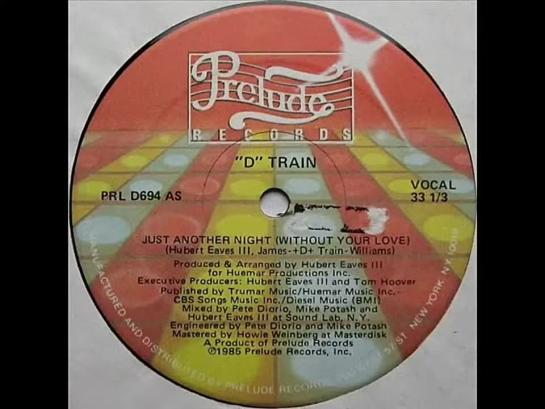 Prelude
RECORDS
"D" TRAIN
PRL D694 AS
VOCAL
33 1/3
JUST ANOTHER NIGHT (WITHOUT YOUR LOVE)
(Hubert Eaves III, James-+D+ Train-Williams)
Produced & Arranged by Hubert Eaves III
for Huemar Productions Inc.
Executive Producers: Hubert Eaves III and Tom Hoover
Published by Trumar Music/Huemar Music Inc.-
CBS Songs Music Inc./Diesel Music (BMI)
Mixed by Pete Diorio, Mike Potash and
Hubert Eaves III at Sound Lab, N.Y.
Engineered by Pete Diorio and Mike Potash
Mastered by Howie Weinberg at Masterdisk
A Product of Prelude Records
©1985 Prelude Records, Inc.
MANUFACTURED AND DISTRIBUTED BY PRELUDE RECORDS, 57 ST. NEW YORK, NY. 10019